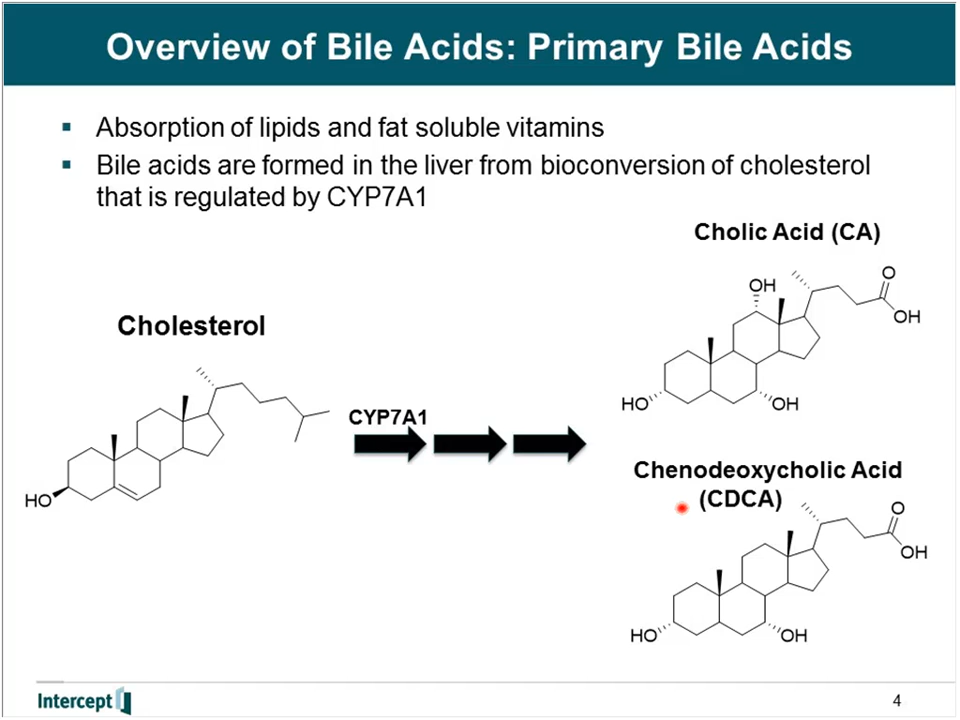 Overview of Bile Acids: Primary Bile Acids
Absorption of lipids and fat soluble vitamins
Bile acids are formed in the liver from bioconversion of cholesterol
that is regulated by CYP7A1
Cholic Acid (CA)
OH
O
OH
HO
OH
Cholesterol
HO
CYP7A1
Chenodeoxycholic Acid
(CDCA)
O
OH
HO
OH
Intercept
4